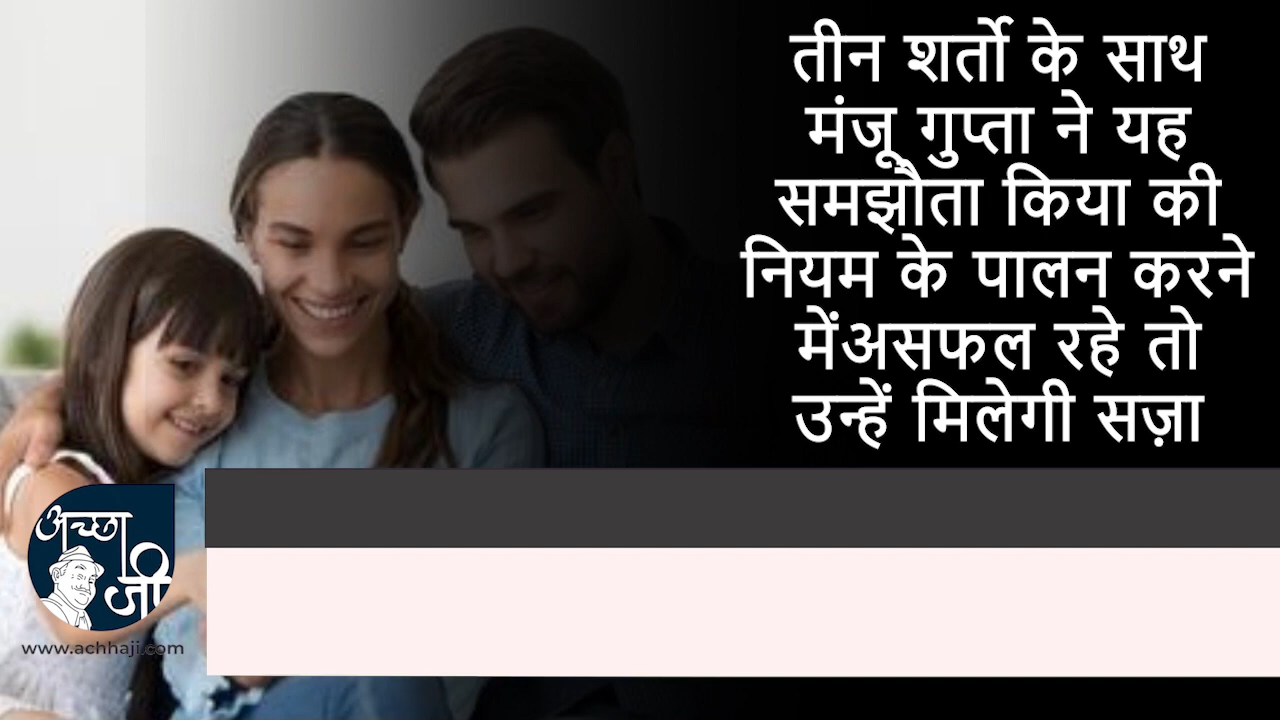 तीन शर्तो के साथ
मंजू गुप्ता ने यह
समझौता किया की
नियम के पालन करने
मेंअसफल रहे तो
उन्हें मिलेगी सज़ा
अच्छा
जी
www.achhaji.com